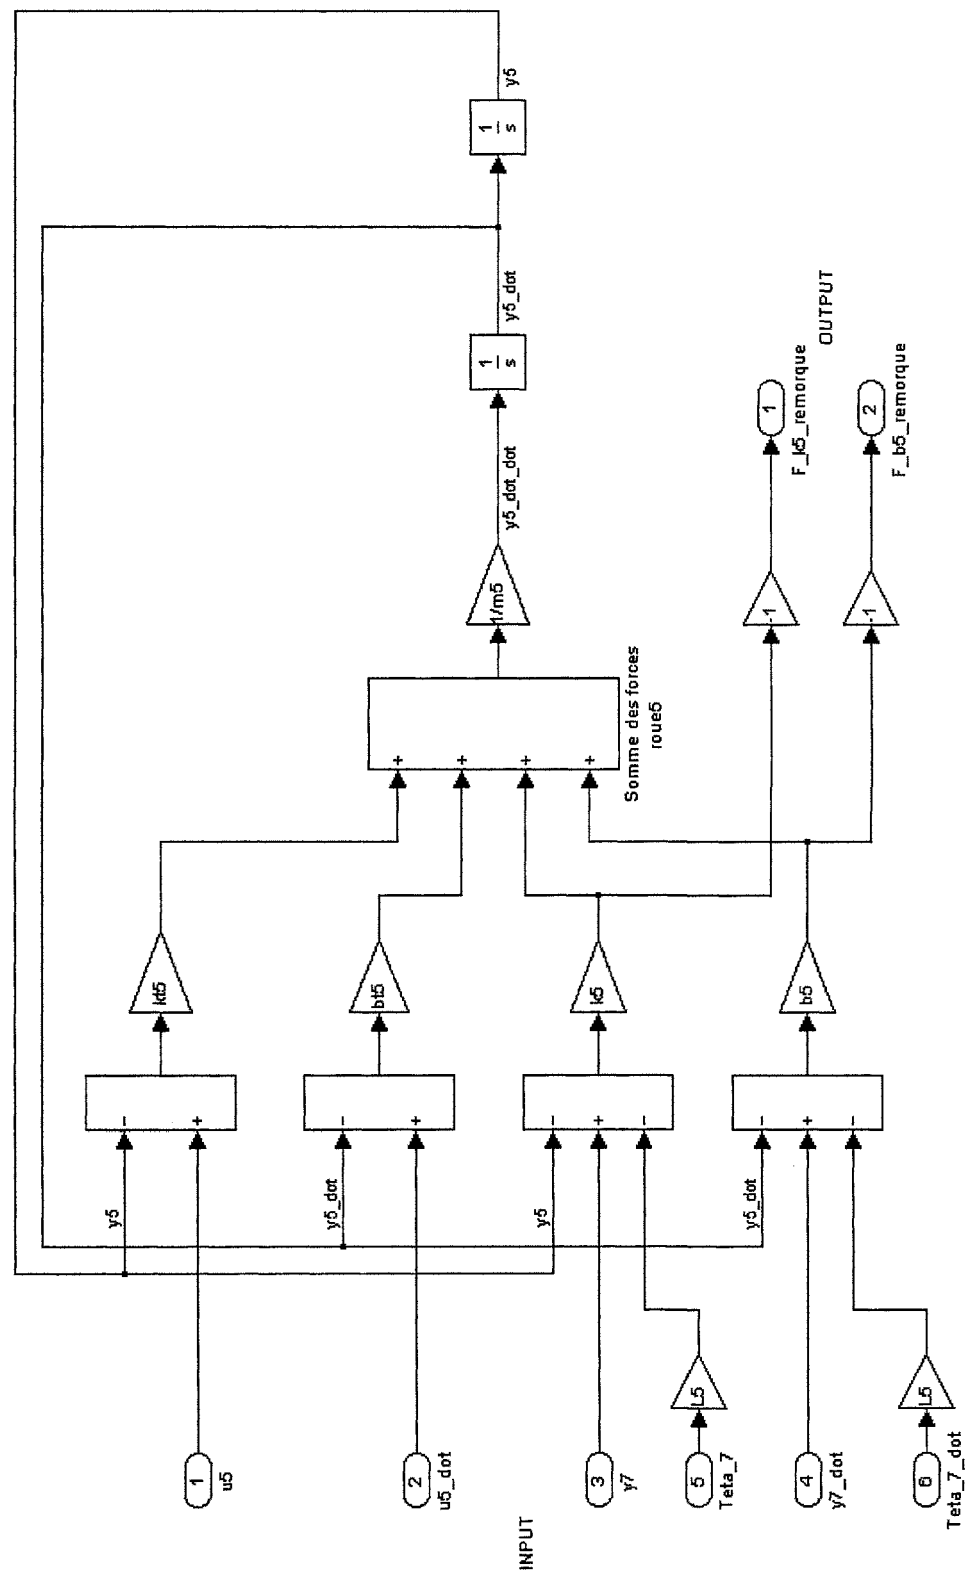 INPUT
1
u5
2
u5_dot
3
y7
5
Teta_7
4
y7_dot
6
Teta_7_dot
L5
L5
y5
y5_dot
y5
y5_dot
-
+
-
+
-
+
-
-
+
-
kt5
bt5
k5
b5
+
+
+
+
Somme des forces
roue5
1/m5
y5_dot_dot
1
s
y5_dot
1
s
y5
-1
-1
1
F_k5_remorque
2
F_b5_remorque
OUTPUT